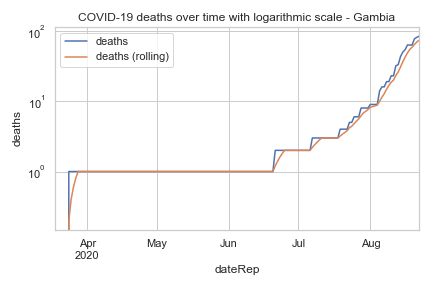 COVID-19 deaths over time with logarithmic scale - Gambia
deaths
deaths (rolling)
10²
10¹
10⁰
deaths
Apr
2020
May
Jun
Jul
Aug
dateRep